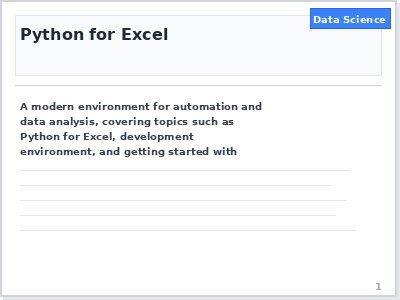 Data Science
Python for Excel
A modern environment for automation and
data analysis, covering topics such as
Python for Excel, development
environment, and getting started with
1